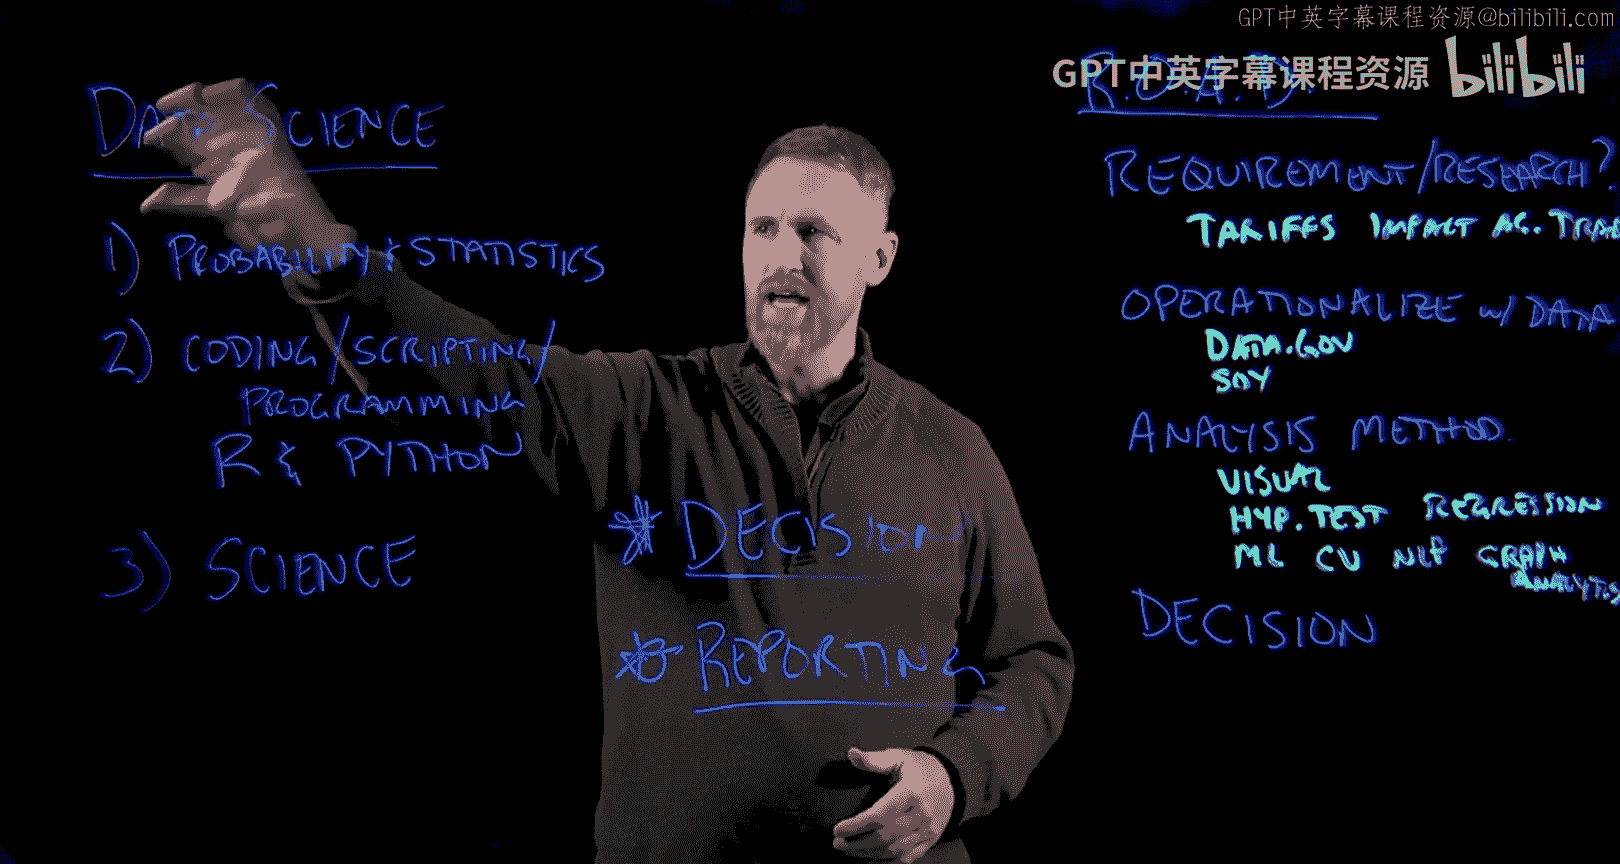 GPT中英字幕课程资源@bilibili.com
GPT中英字幕课程资源 bilibili
DATA SCIENCE
1) PROBABILITY & STATISTICS
2) CODING/SCRIPTING/
PROGRAMMING
R & PYTHON
3) SCIENCE
* DECISION
* REPORTING
R.O.A.D.
REQUIREMENT/RESEARCH?
TARIFFS IMPACT AG.
OPERATIONALIZE w/ DATA
DATA.GOV
SOY
ANALYSIS METHOD
VISUAL
HYP. TEST REGRESSION
ML CV NLP GRAPH
ANALYTICS
DECISION